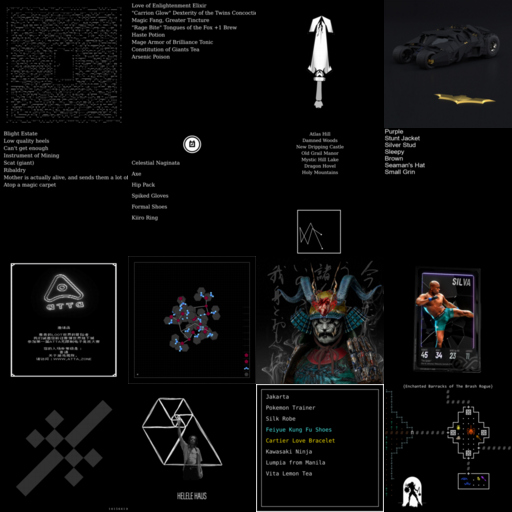 Love of Enlightenment Elixir
"Carrion Glow" Dexterity of the Twins Concocti
Magic Fang, Greater Tincture
"Rage Bite" Tongues of the Fox +1 Brew
Haste Potion
Mage Armor of Brilliance Tonic
Constitution of Giants Tea
Arsenic Poison
Blight Estate
Low quality heels
Can't get enough
Instrument of Mining
Scat (giant)
Ribaldry
Mother is actually alive, and sends them a lot of
Atop a magic carpet
Celestial Naginata
Axe
Hip Pack
Spiked Gloves
Formal Shoes
Kiiro Ring
Atlas Hill
Damned Woods
New Dripping Castle
Old Grail Manor
Mystic Hill Lake
Dragon Hovel
Holy Mountains
Purple
Stunt Jacket
Silver Stud
Sleepy
Brown
Seaman's Hat
Small Grin
GTTG
SILVA
45 34 23
HELELE HAUS
Jakarta
Pokemon Trainer
Silk Robe
Feiyue Kung Fu Shoes
Cartier Love Bracelet
Kawasaki Ninja
Lumpia from Manila
Vita Lemon Tea
(Enchanted Barracks of The Brash Rogue)